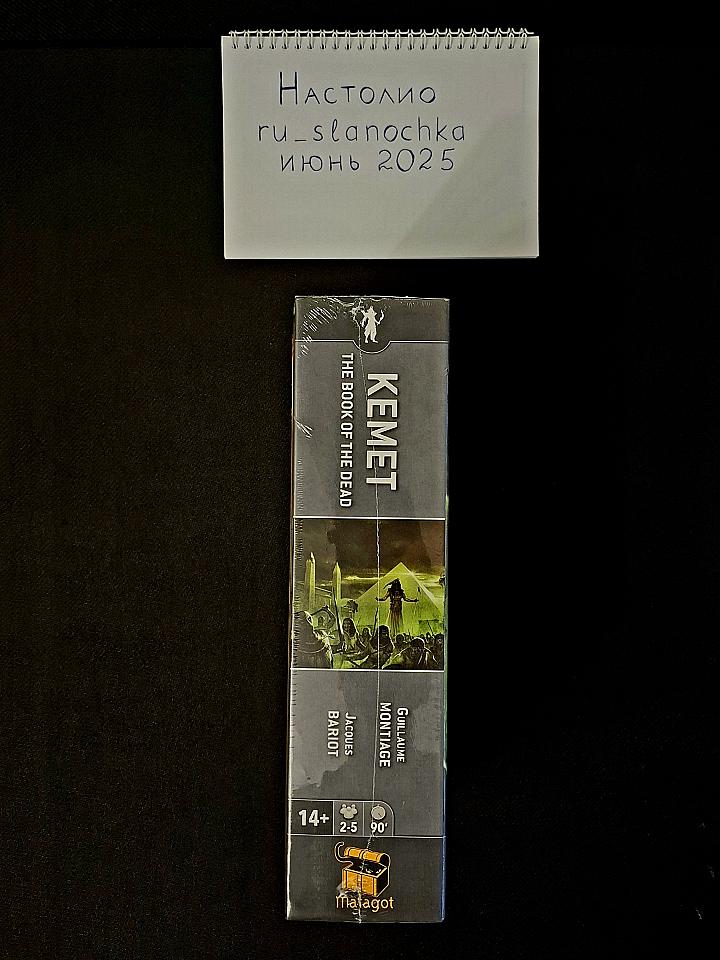 Настолио
ru_slanochka
июнь 2025
KEMET
THE BOOK OF THE DEAD
GUILLAUME
MONTIAGE
JACQUES
BARIOT
14+
2-5
90'
matagot